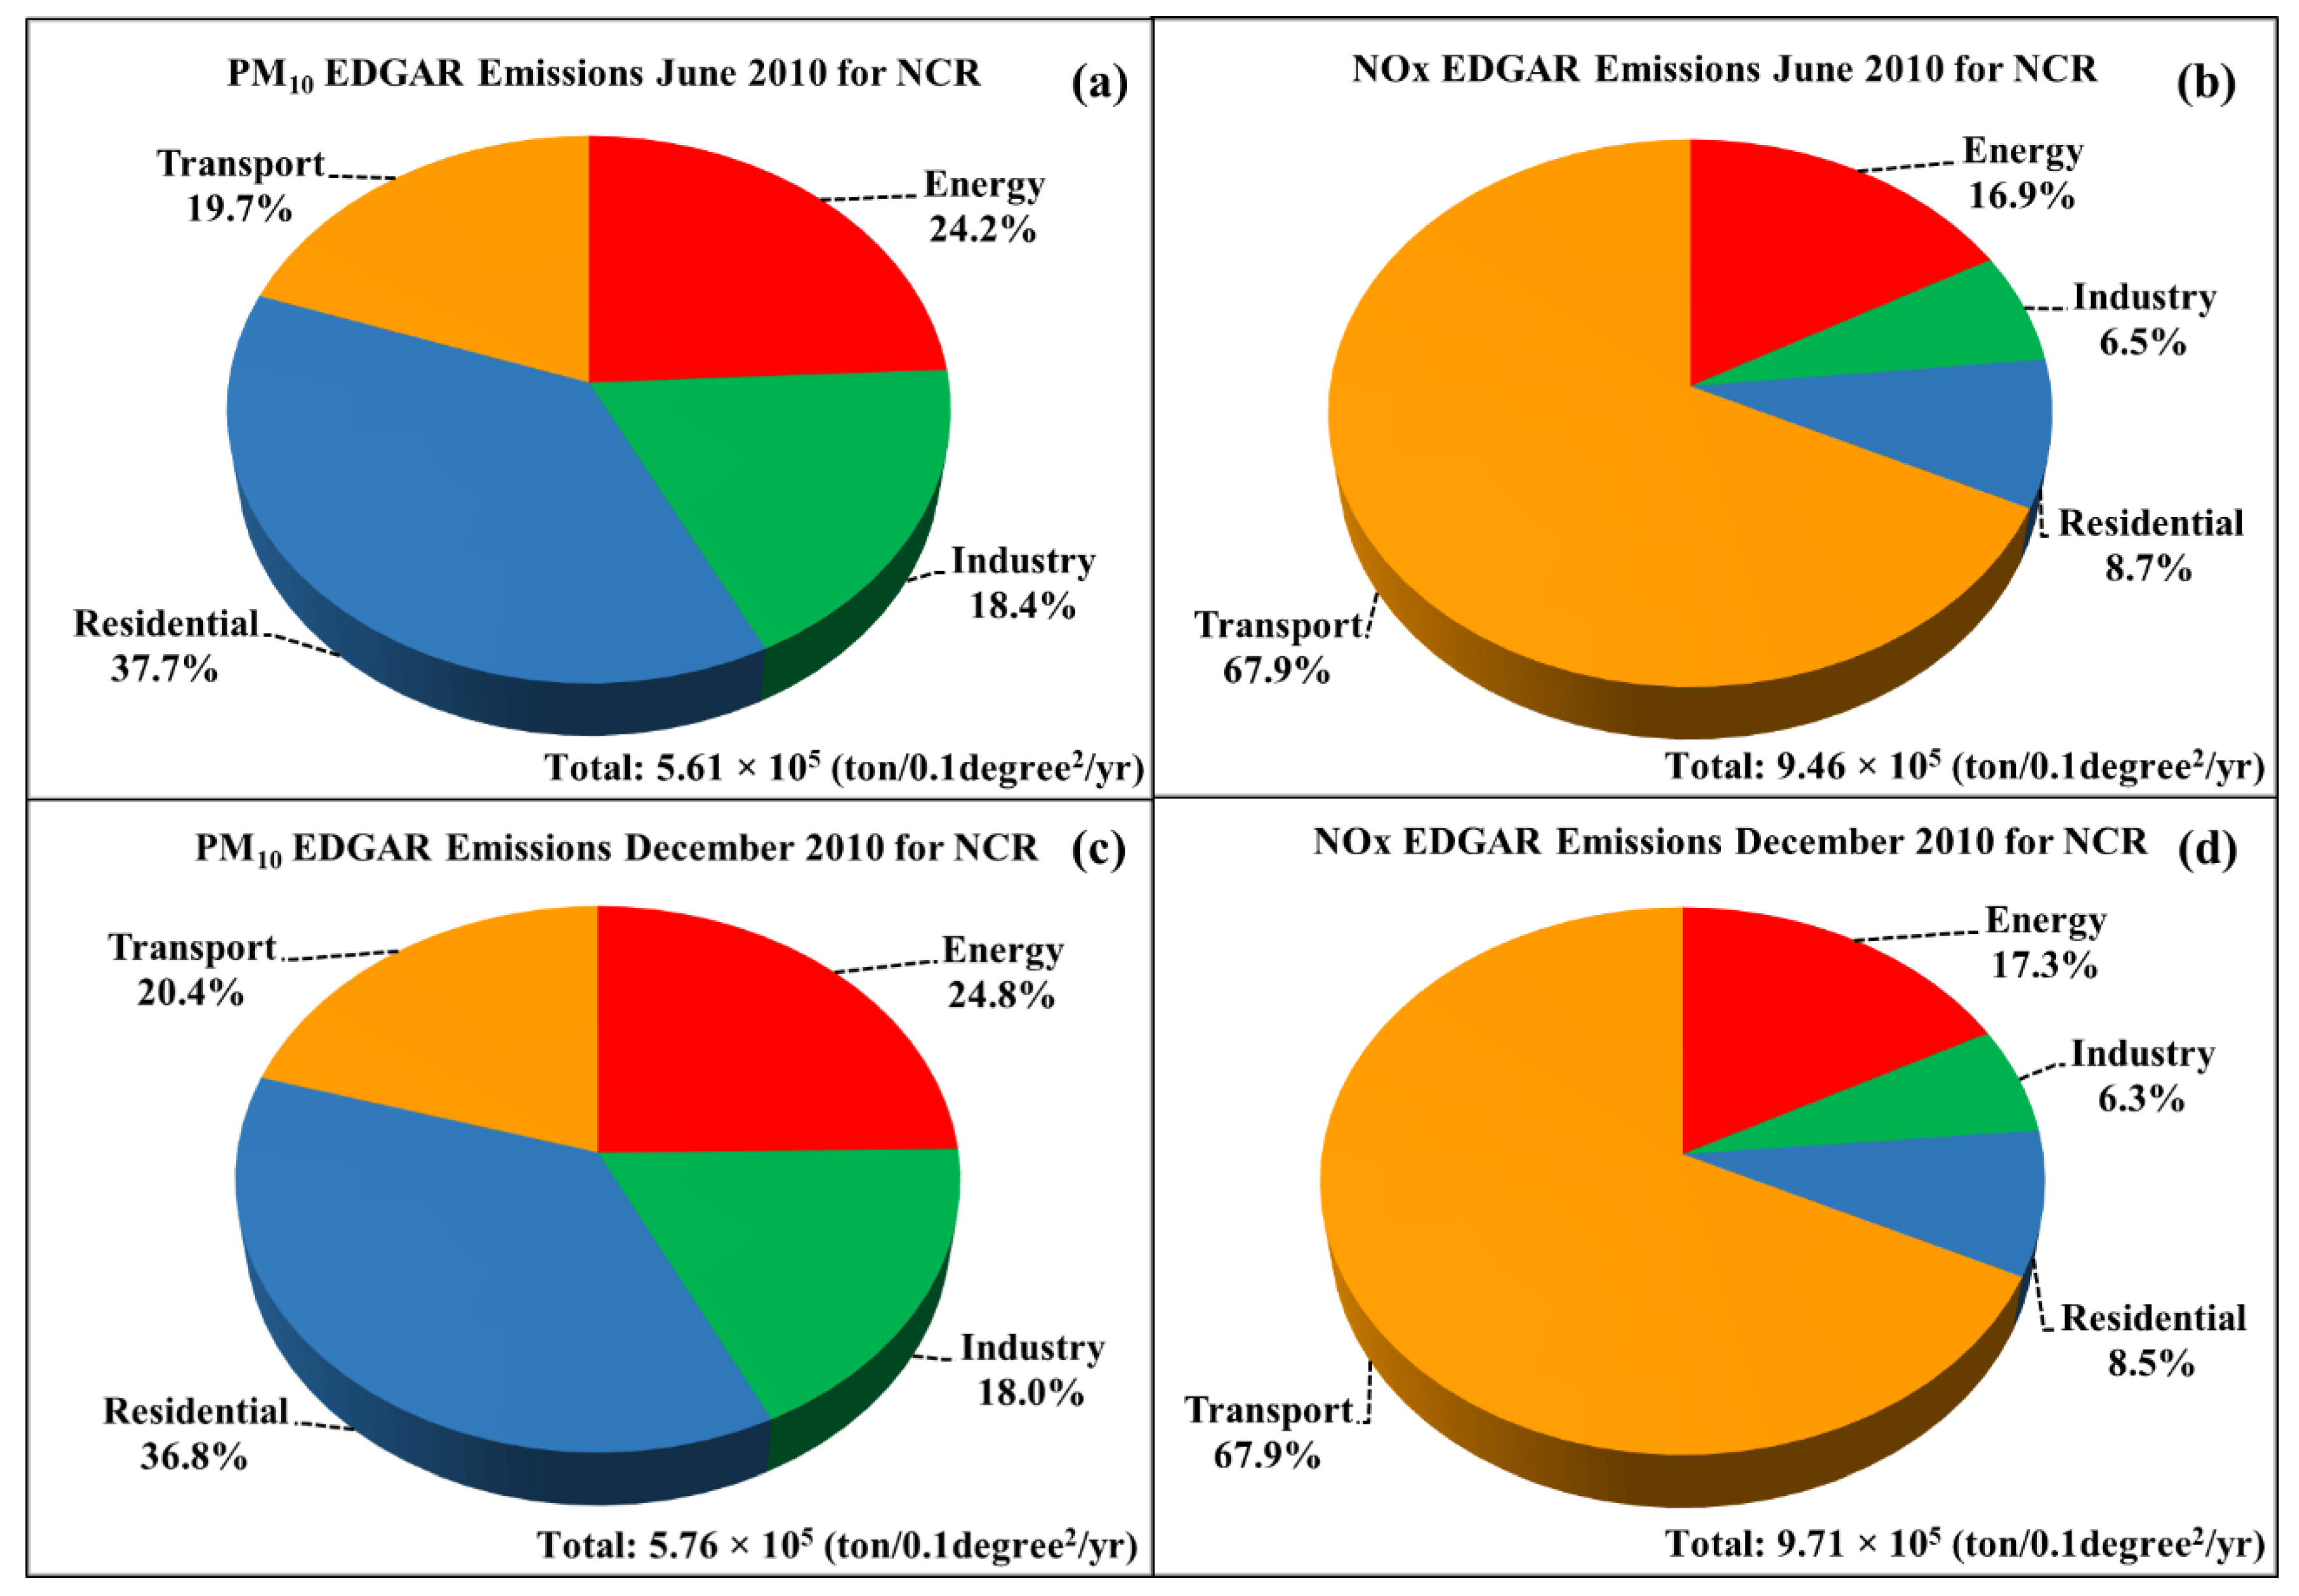 PM₁₀ EDGAR Emissions June 2010 for NCR
(a)
Transport
19.7%
Energy
24.2%
Industry
18.4%
Residential
37.7%
Total: 5.61 × 10⁵ (ton/0.1degree²/yr)
NOx EDGAR Emissions June 2010 for NCR
(b)
Energy
16.9%
Industry
6.5%
Residential
8.7%
Transport
67.9%
Total: 9.46 × 10⁵ (ton/0.1degree²/yr)
PM₁₀ EDGAR Emissions December 2010 for NCR
(c)
Transport
20.4%
Energy
24.8%
Industry
18.0%
Residential
36.8%
Total: 5.76 × 10⁵ (ton/0.1degree²/yr)
NOx EDGAR Emissions December 2010 for NCR
(d)
Energy
17.3%
Industry
6.3%
Residential
8.5%
Transport
67.9%
Total: 9.71 × 10⁵ (ton/0.1degree²/yr)